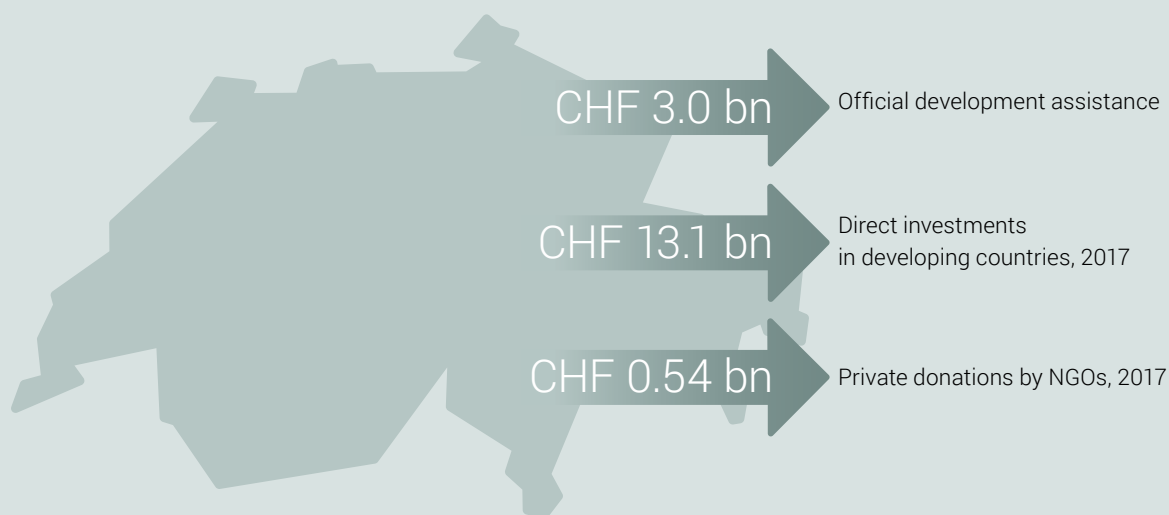 CHF 3.0 bn
Official development assistance
CHF 13.1 bn
Direct investments
in developing countries, 2017
CHF 0.54 bn
Private donations by NGOs, 2017